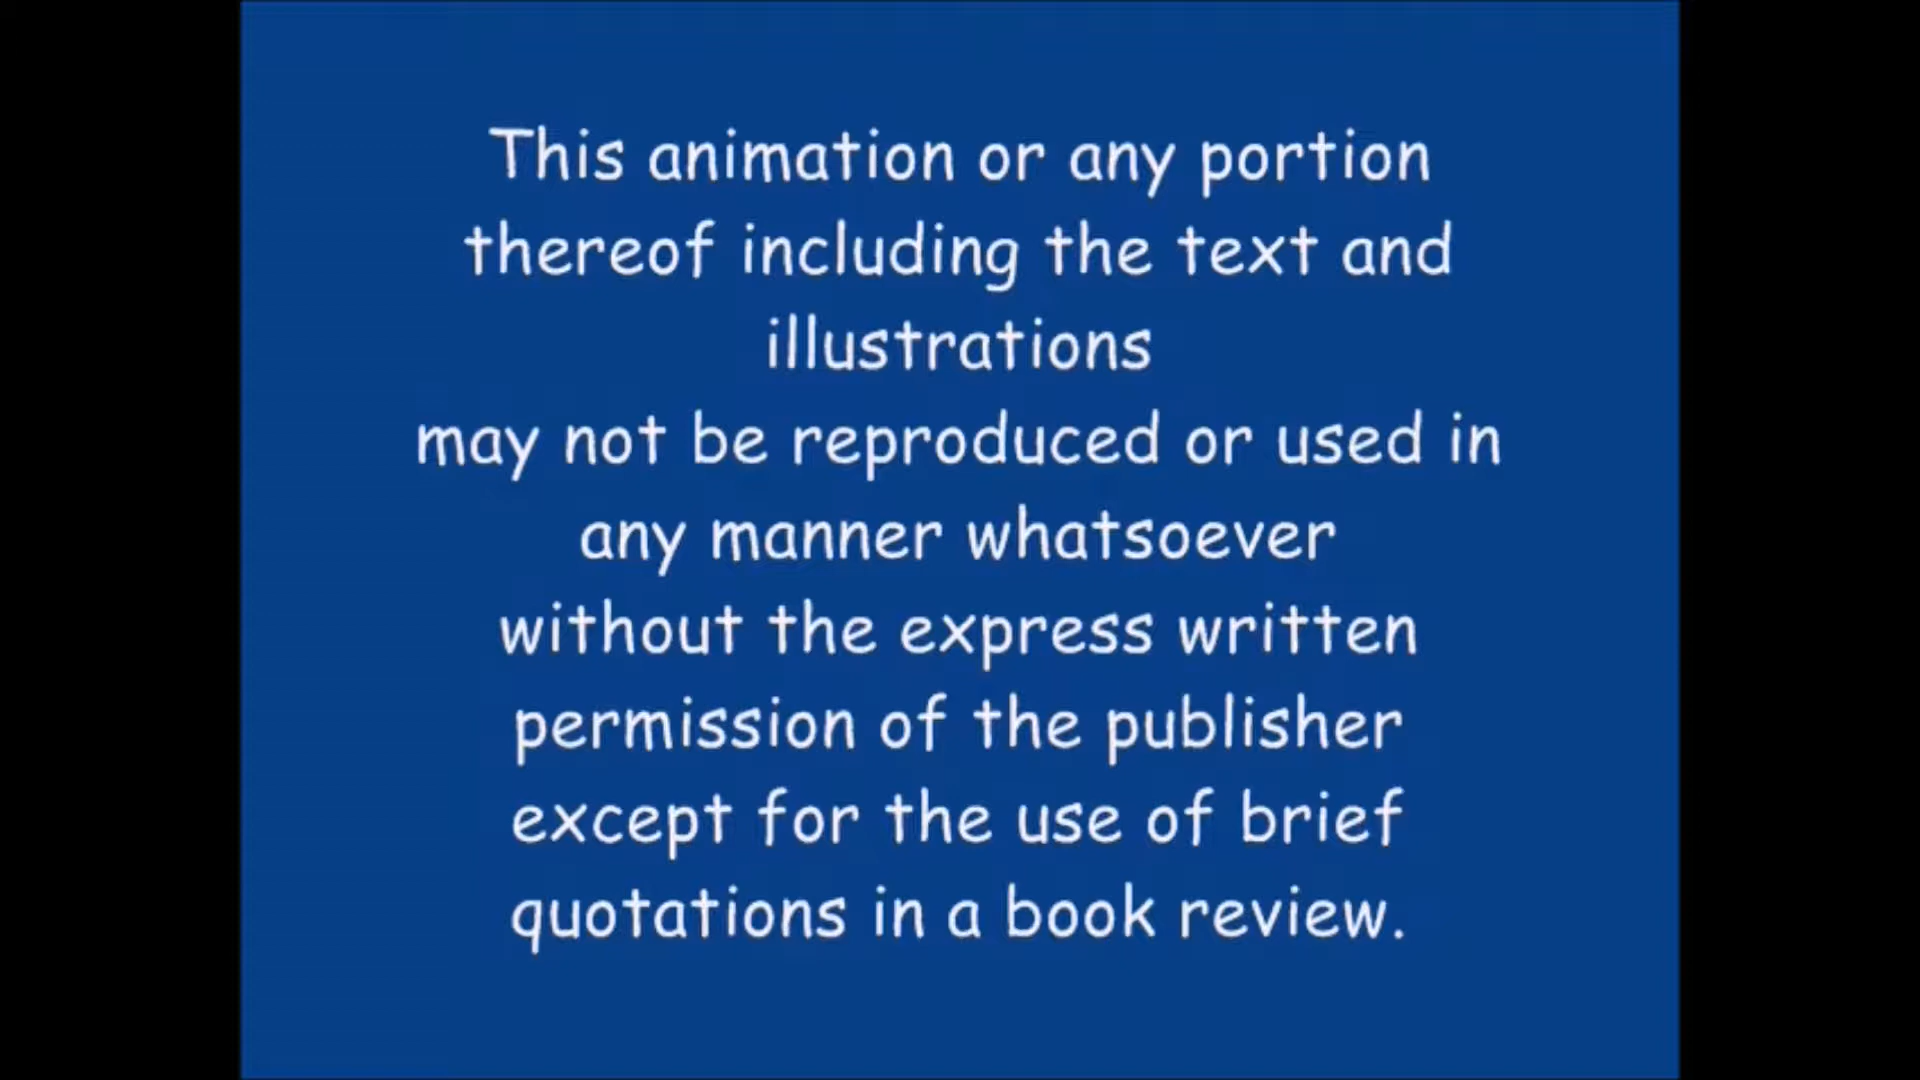 This animation or any portion
thereof including the text and
illustrations
may not be reproduced or used in
any manner whatsoever
without the express written
permission of the publisher
except for the use of brief
quotations in a book review.